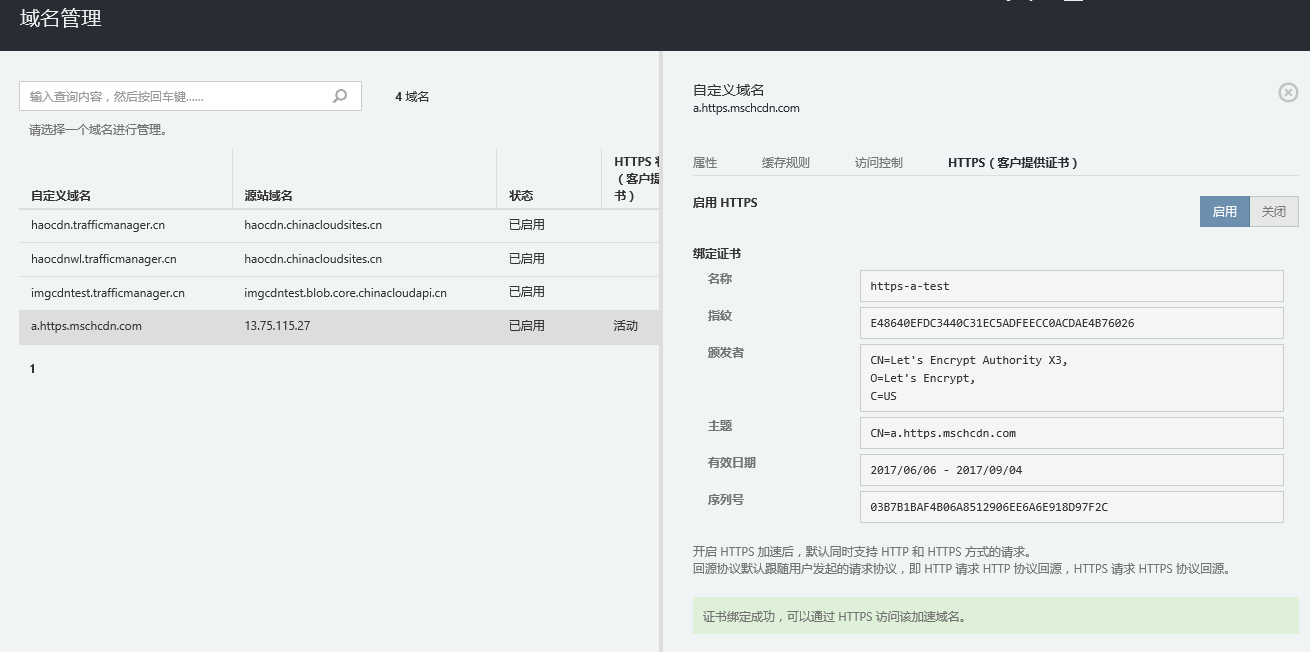 域名管理
输入查询内容，然后按回车键......
4 域名
请选择一个域名进行管理。
自定义域名 源站域名 状态 HTTPS
（客户提
书）
haocdn.trafficmanager.cn haocdn.chinacloudsites.cn 已启用
haocdnwl.trafficmanager.cn haocdn.chinacloudsites.cn 已启用
imgcdntest.trafficmanager.cn imgcdntest.blob.core.chinacloudapi.cn 已启用
a.https.mschcdn.com 13.75.115.27 已启用 活动
1
自定义域名
a.https.mschcdn.com
属性 缓存规则 访问控制 HTTPS（客户提供证书）
启用 HTTPS 启用 关闭
绑定证书
名称 https-a-test
指紋 E48640EFDC3440C31EC5ADFEECC0ACDAE4B76026
颁发者 CN=Let's Encrypt Authority X3,
O=Let's Encrypt,
C=US
主题 CN=a.https.mschcdn.com
有效日期 2017/06/06 - 2017/09/04
序列号 03B7B1BAF4B06A8512906EE6A6E918D97F2C
开启 HTTPS 加速后，默认同时支持 HTTP 和 HTTPS 方式的请求。
回源协议默认跟随用户发起的请求协议，即 HTTP 请求 HTTP 协议回源，HTTPS 请求 HTTPS 协议回源。
证书绑定成功，可以通过 HTTPS 访问该加速域名。